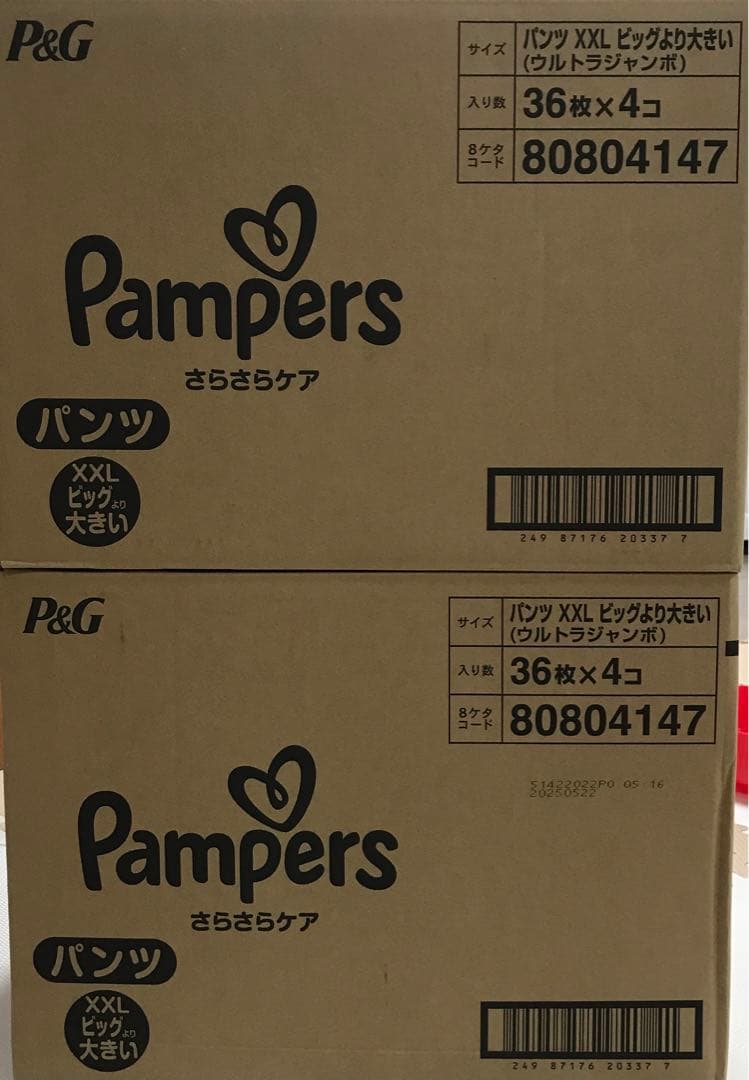 P&G
サイズ パンツ XXL ビッグより大きい
(ウルトラジャンボ)
入り数 36枚×4コ
8ケタ
コード 80804147
Pampers
さらさらケア
パンツ
XXL
ビッグより
大きい
249 87176 20337 7
P&G
サイズ パンツ XXL ビッグより大きい
(ウルトラジャンボ)
入り数 36枚×4コ
8ケタ
コード 80804147
51422022P0 05 16
20250522
Pampers
さらさらケア
パンツ
XXL
ビッグより
大きい
249 87176 20337 7